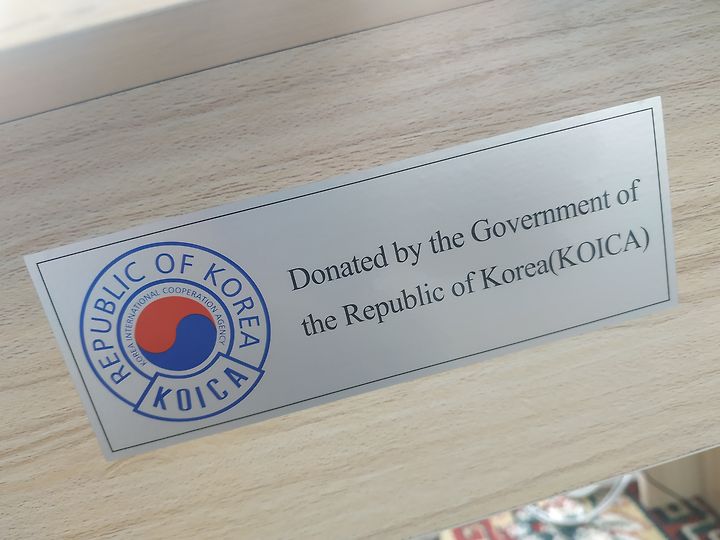 REPUBLIC OF KOREA
KOREA INTERNATIONAL COOPERATION AGENCY
KOICA
Donated by the Government of
the Republic of Korea(KOICA)